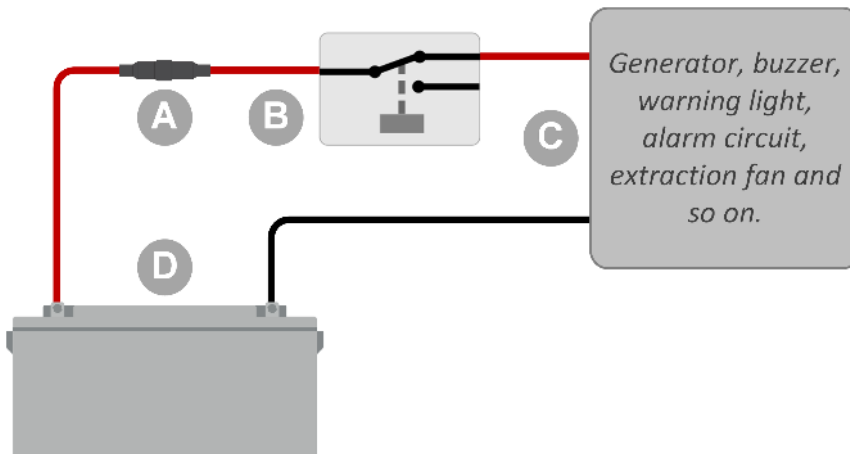 A
B
C
Generator, buzzer,
warning light,
alarm circuit,
extraction fan and
so on.
D